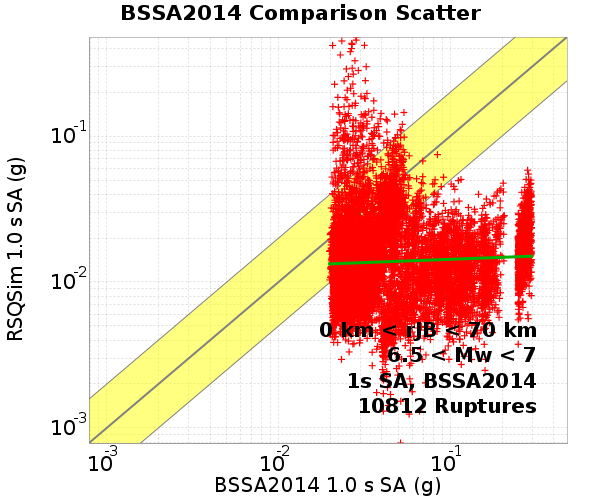 BSSA2014 Comparison Scatter
RSQSim 1.0 s SA (g)
10-1
10-2
10-3
0 km < rJB < 70 km
6.5 < Mw < 7
1s SA, BSSA2014
10812 Ruptures
10-3 10-2 10-1
BSSA2014 1.0 s SA (g)